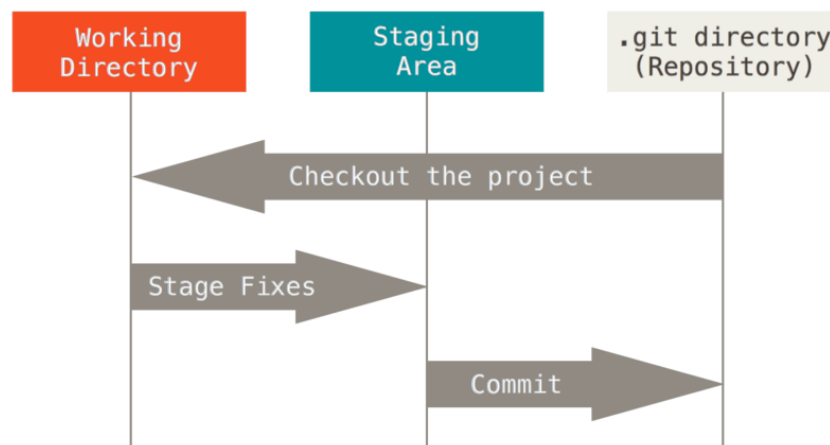 Working
Directory
Staging
Area
.git directory
(Repository)
Checkout the project
Stage Fixes
Commit